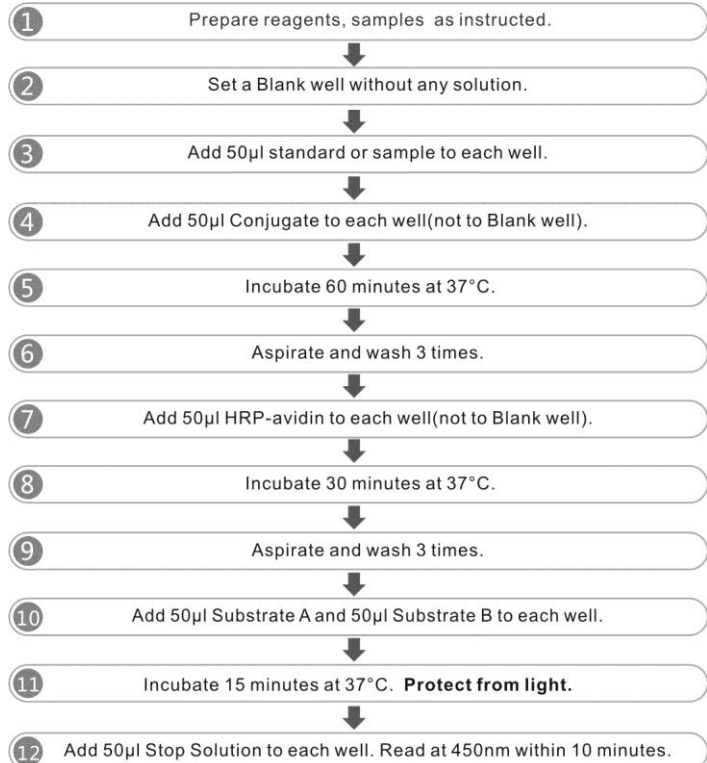 1 Prepare reagents, samples as instructed.
2 Set a Blank well without any solution.
3 Add 50μl standard or sample to each well.
4 Add 50μl Conjugate to each well(not to Blank well).
5 Incubate 60 minutes at 37°C.
6 Aspirate and wash 3 times.
7 Add 50μl HRP-avidin to each well(not to Blank well).
8 Incubate 30 minutes at 37°C.
9 Aspirate and wash 3 times.
10 Add 50μl Substrate A and 50μl Substrate B to each well.
11 Incubate 15 minutes at 37°C. Protect from light.
12 Add 50μl Stop Solution to each well. Read at 450nm within 10 minutes.